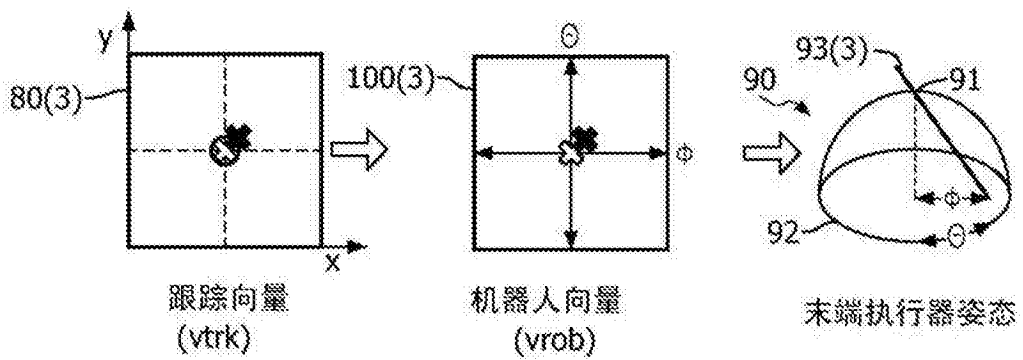 y
80(3)
x
跟踪向量
(vtrk)
100(3)
Θ
Φ
机器人向量
(vrob)
93(3)
91
90
92
Φ
Θ
末端执行器姿态